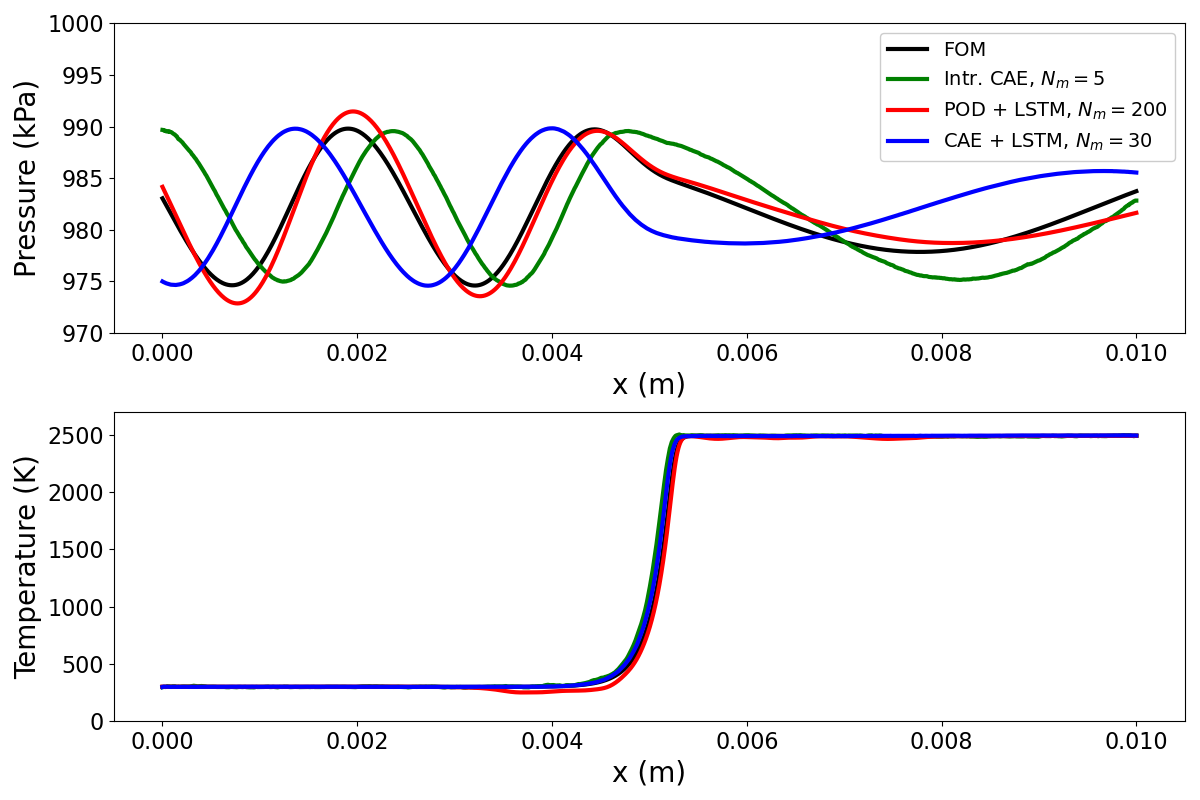 1000
995
990
985
980
975
970
Pressure (kPa)
FOM
Intr. CAE, $N_m = 5$
POD + LSTM, $N_m = 200$
CAE + LSTM, $N_m = 30$
0.000 0.002 0.004 0.006 0.008 0.010
x (m)
2500
2000
1500
1000
500
0
Temperature (K)
0.000 0.002 0.004 0.006 0.008 0.010
x (m)